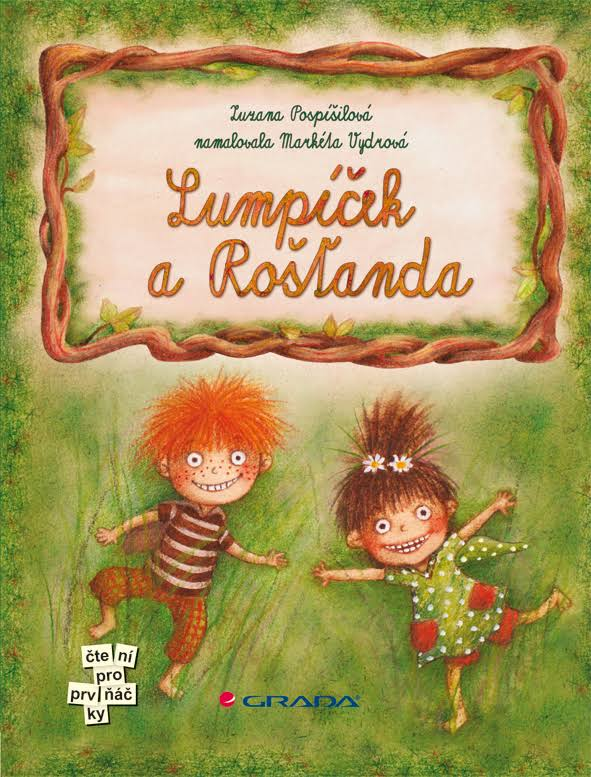 Zuzana Pospíšilová
namalovala Markéta Vydrová
Lumpíček
a Rošťanda
čte ní
pro
prv ňáč
ky
GRADA